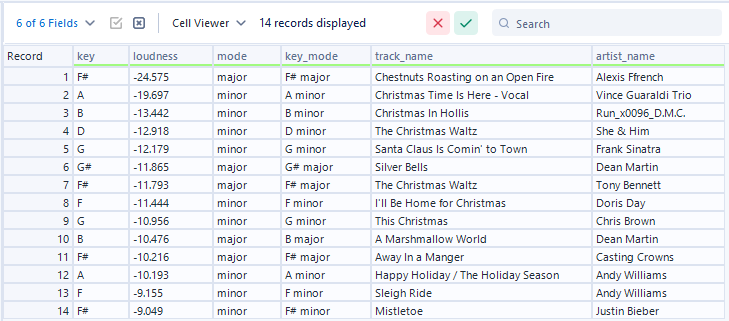 6 of 6 Fields Cell Viewer 14 records displayed Search
Record key loudness mode key_mode track_name artist_name
1 F# -24.575 major F# major Chestnuts Roasting on an Open Fire Alexis Ffrench
2 A -19.697 minor A minor Christmas Time Is Here - Vocal Vince Guaraldi Trio
3 B -13.442 minor B minor Christmas In Hollis Run_x0096_D.M.C.
4 D -12.918 minor D minor The Christmas Waltz She & Him
5 G -12.179 minor G minor Santa Claus Is Comin' to Town Frank Sinatra
6 G# -11.865 major G# major Silver Bells Dean Martin
7 F# -11.793 major F# major The Christmas Waltz Tony Bennett
8 F -11.444 minor F minor I'll Be Home for Christmas Doris Day
9 G -10.956 minor G minor This Christmas Chris Brown
10 B -10.476 major B major A Marshmallow World Dean Martin
11 F# -10.216 major F# major Away In a Manger Casting Crowns
12 A -10.193 minor A minor Happy Holiday / The Holiday Season Andy Williams
13 F -9.155 minor F minor Sleigh Ride Andy Williams
14 F# -9.049 minor F# minor Mistletoe Justin Bieber